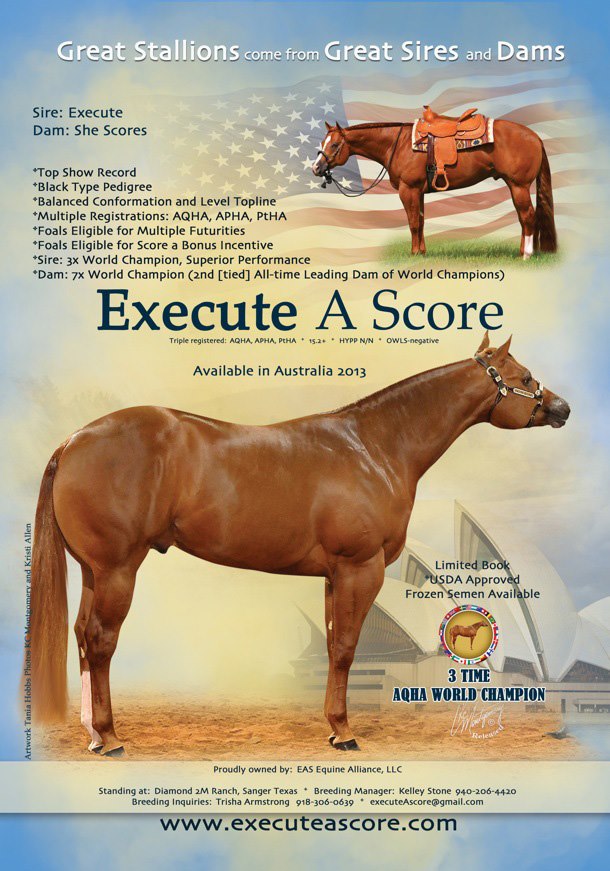 Great Stallions come from Great Sires and Dams
Sire: Execute
Dam: She Scores
*Top Show Record
*Black Type Pedigree
*Balanced Conformation and Level Topline
*Multiple Registrations: AQHA, APHA, PtHA
*Foals Eligible for Multiple Futurities
*Foals Eligible for Score a Bonus Incentive
*Sire: 3x World Champion, Superior Performance
*Dam: 7x World Champion (2nd [tied] All-time Leading Dam of World Champions)
Execute A Score
Triple registered: AQHA, APHA, PtHA * 15.2+ * HYPP N/N * OWLS-negative
Available in Australia 2013
Limited Book
*USDA Approved
Frozen Semen Available
3 TIME
AQHA WORLD CHAMPION
Released
Artwork Tania Hobbs Photos KC Montgomery and Kristi Allen
Proudly owned by: EAS Equine Alliance, LLC
Standing at: Diamond 2M Ranch, Sanger Texas * Breeding Manager: Kelley Stone 940-206-4420
Breeding Inquiries: Trisha Armstrong 918-306-0639 * executeAscore@gmail.com
www.executeascore.com